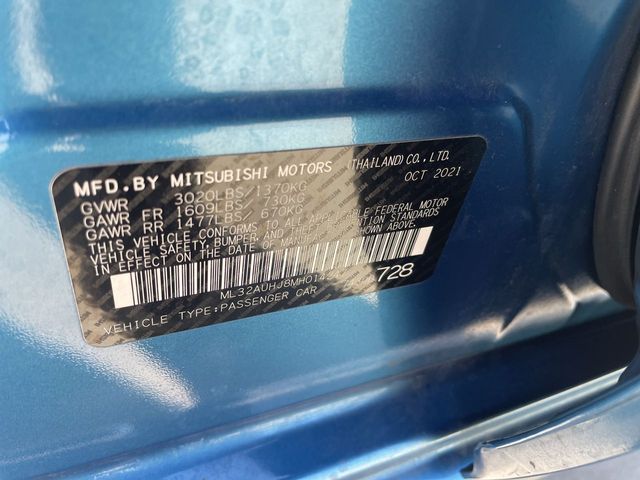 MFD.BY MITSUBISHI MOTORS (THAILAND) CO., LTD.
OCT 2021
GVWR 3020LBS/1370KG
GAWR FR 1609LBS/ 730KG
GAWR RR 1477LBS/ 670KG
THIS VEHICLE CONFORMS TO ALL APPLICABLE FEDERAL MOTOR
VEHICLE SAFETY, BUMPER, AND THEFT PREVENTION STANDARDS
IN EFFECT ON THE DATE OF MANUFACTURE
728
ML32AUHJ8MH01
VEHICLE TYPE:PASSENGER CAR